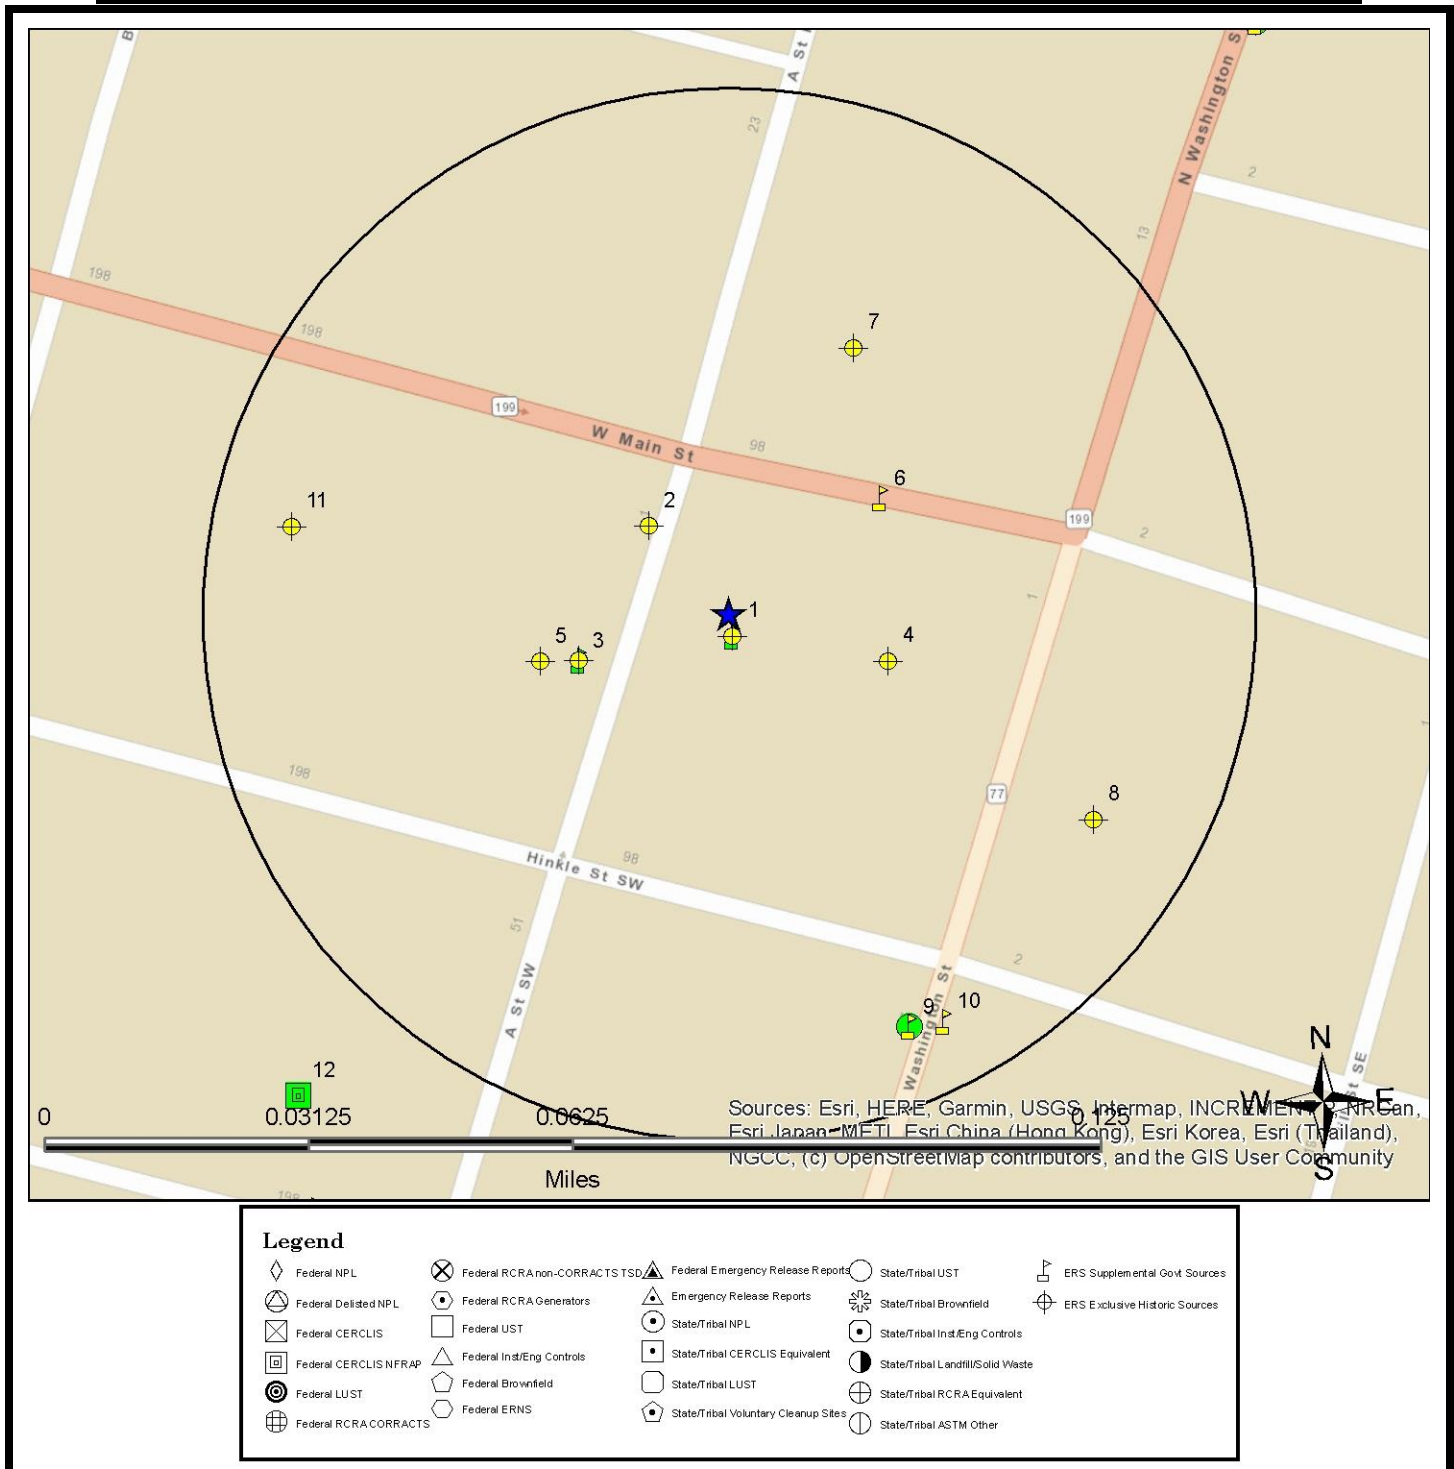 B
A St
N Washington S
23
2
13
198
198
7
199
W Main St
98
6
11
2
1
199
2
1
1
5
3
4
198
77
8
1
Hinkle St SW
98
51
2
A St SW
9
10
Washington St
N
12
W
E
St SE
S
0
0.03125
0.0625
0.125
Sources: Esri, HERE, Garmin, USGS, Intermap, INCREMENT P, NRCan,
Esri Japan, METI, Esri China (Hong Kong), Esri Korea, Esri (Thailand),
NGCC, (c) OpenStreetMap contributors, and the GIS User Community
Miles
198
Legend
Federal NPL
Federal Delisted NPL
Federal CERCLIS
Federal CERCLIS NFRAP
Federal LUST
Federal RCRA CORRACTS
Federal RCRA non-CORRACTS TSD
Federal RCRA Generators
Federal UST
Federal Inst/Eng Controls
Federal Brownfield
Federal ERNS
Federal Emergency Release Reports
Emergency Release Reports
State/Tribal NPL
State/Tribal CERCLIS Equivalent
State/Tribal LUST
State/Tribal Voluntary Cleanup Sites
State/Tribal UST
State/Tribal Brownfield
State/Tribal Inst/Eng Controls
State/Tribal Landfill/Solid Waste
State/Tribal RCRA Equivalent
State/Tribal ASTM Other
ERS Supplemental Govt Sources
ERS Exclusive Historic Sources